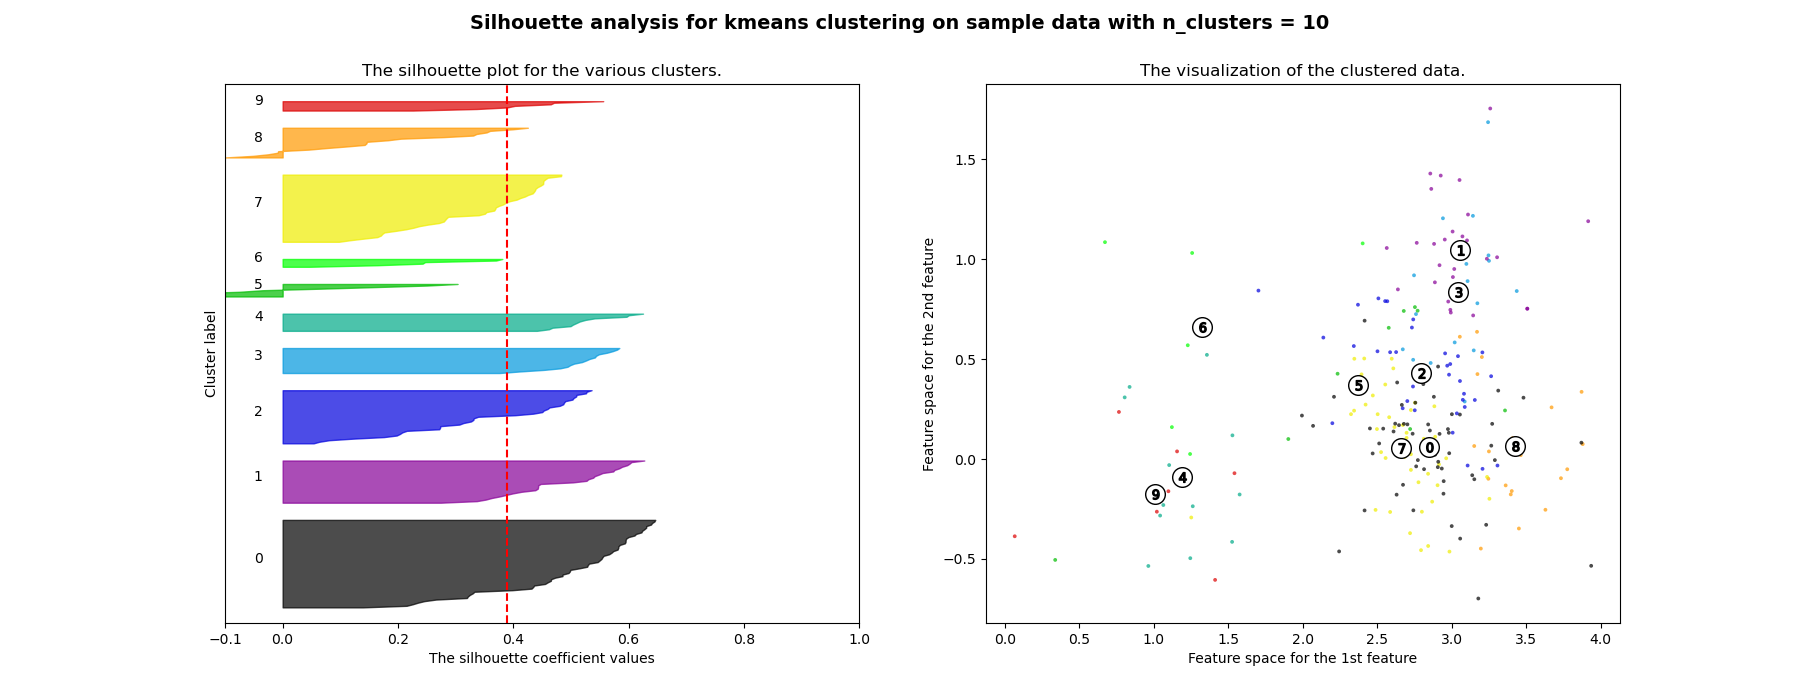 Silhouette analysis for kmeans clustering on sample data with n_clusters = 10
The silhouette plot for the various clusters.
Cluster label
9
8
7
6
5
4
3
2
1
0
−0.1 0.0 0.2 0.4 0.6 0.8 1.0
The silhouette coefficient values
The visualization of the clustered data.
Feature space for the 2nd feature
1.5
1.0
0.5
0.0
−0.5
1
3
6
2
5
7 0 8
4
9
0.0 0.5 1.0 1.5 2.0 2.5 3.0 3.5 4.0
Feature space for the 1st feature